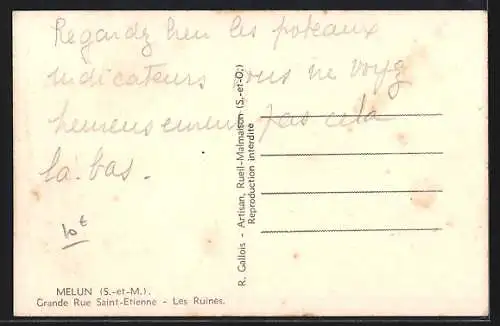 Regardez bien les poteaux
indicateurs vous ne voyez
heureusement pas cela
là-bas.
10t
MELUN (S.-et-M.).
Grande Rue Saint-Etienne - Les Ruines.
R. Gallois - Artisan, Rueil-Malmaison (S.-et-O.)
Reproduction interdite